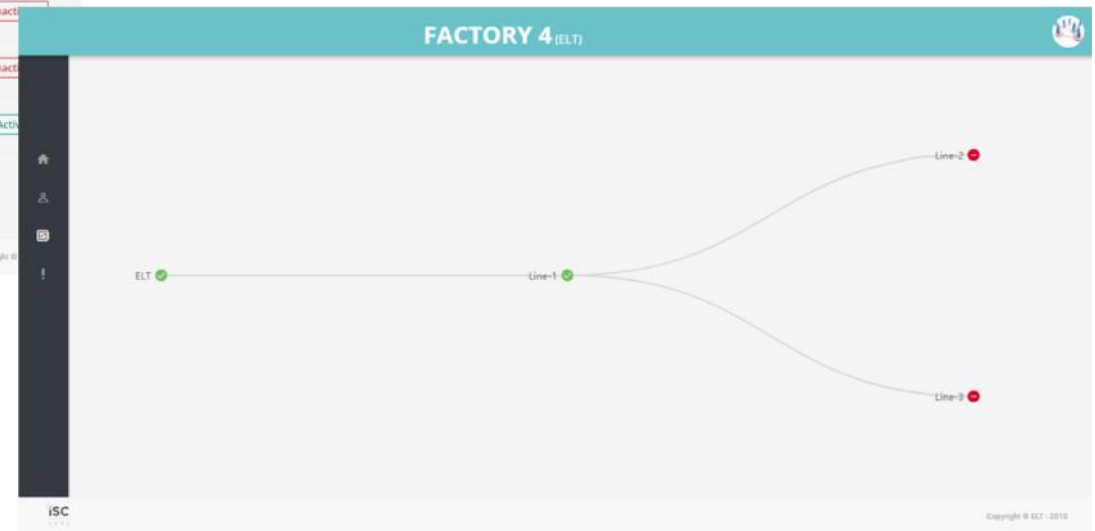 FACTORY 4 (ELT)
Line-2
ELT
Line-1
Line-3
iSC
Copyright © ELT - 2018